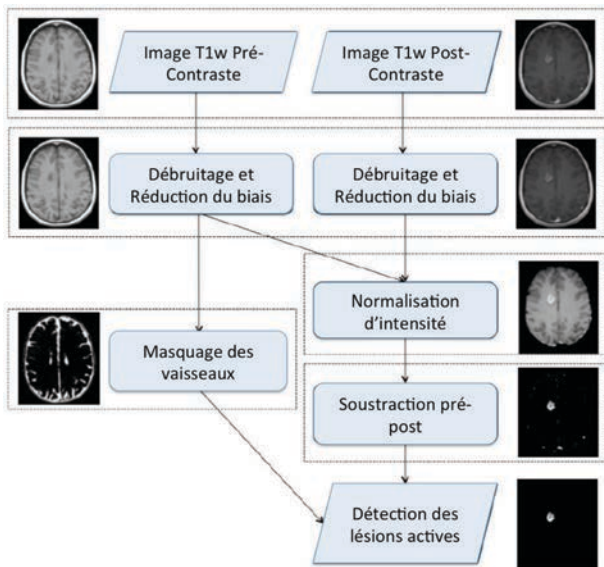 Image T1w Pré-
Contraste
Image T1w Post-
Contraste
Débruitage et
Réduction du biais
Débruitage et
Réduction du biais
Normalisation
d’intensité
Masquage des
vaisseaux
Soustraction pré-
post
Détection des
lésions actives